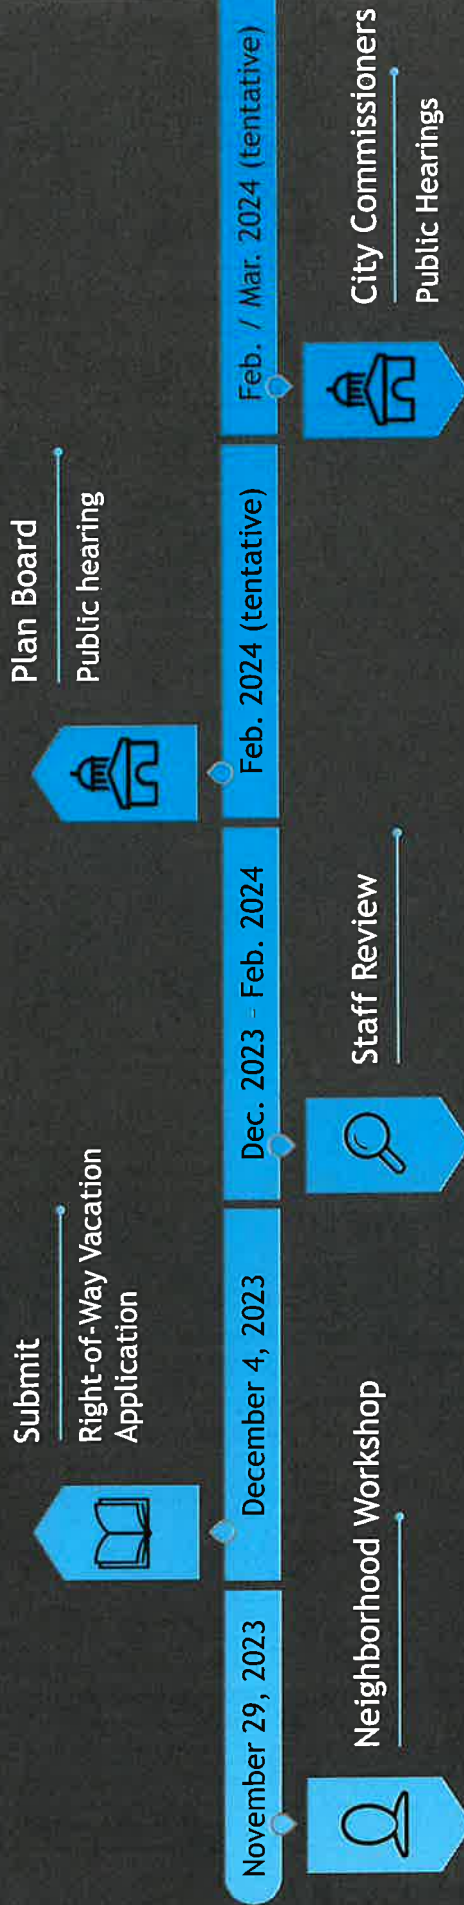 November 29, 2023
Neighborhood Workshop
December 4, 2023
Submit
Right-of-Way Vacation
Application
Dec. 2023 - Feb. 2024
Staff Review
Feb. 2024 (tentative)
Plan Board
Public hearing
Feb. / Mar. 2024 (tentative)
City Commissioners
Public Hearings